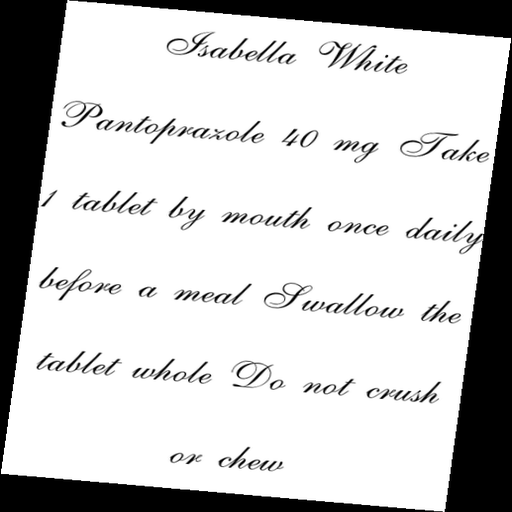 Isabella White
Pantoprazole 40 mg Take
1 tablet by mouth once daily
before a meal Swallow the
tablet whole Do not crush
or chew